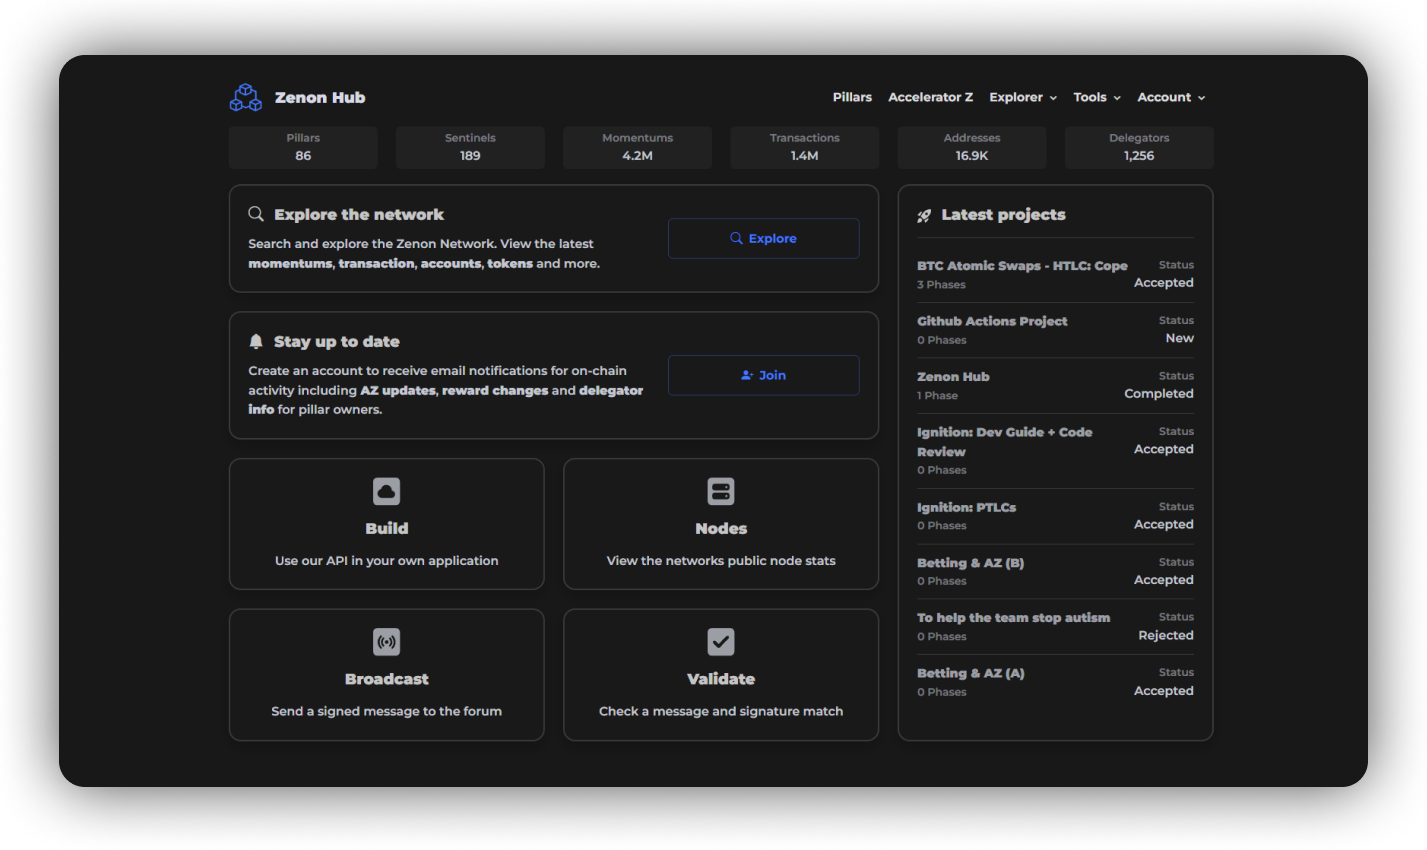 Zenon Hub
Pillars Accelerator Z Explorer Tools Account
Pillars
86
Sentinels
189
Momentums
4.2M
Transactions
1.4M
Addresses
16.9K
Delegators
1,256
Explore the network
Search and explore the Zenon Network. View the latest
momentums, transaction, accounts, tokens and more.
Explore
Stay up to date
Create an account to receive email notifications for on-chain
activity including AZ updates, reward changes and delegator
info for pillar owners.
Join
Build
Use our API in your own application
Nodes
View the networks public node stats
Broadcast
Send a signed message to the forum
Validate
Check a message and signature match
Latest projects
BTC Atomic Swaps - HTLC: Cope
3 Phases
Status
Accepted
Github Actions Project
0 Phases
Status
New
Zenon Hub
1 Phase
Status
Completed
Ignition: Dev Guide + Code
Review
0 Phases
Status
Accepted
Ignition: PTLCs
0 Phases
Status
Accepted
Betting & AZ (B)
0 Phases
Status
Accepted
To help the team stop autism
0 Phases
Status
Rejected
Betting & AZ (A)
0 Phases
Status
Accepted